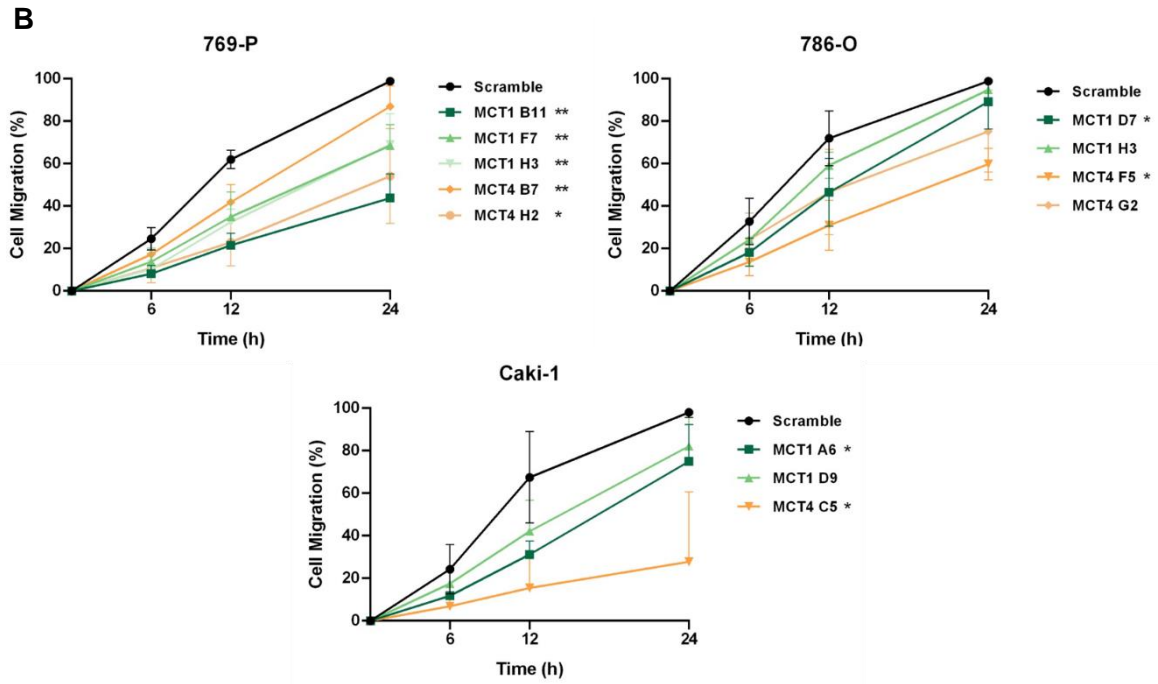 B
769-P
Cell Migration (%)
100
80
60
40
20
0
6
12
24
Time (h)
Scramble
MCT1 B11 **
MCT1 F7 **
MCT1 H3 **
MCT4 B7 **
MCT4 H2 *
786-O
Cell Migration (%)
100
80
60
40
20
0
6
12
24
Time (h)
Scramble
MCT1 D7 *
MCT1 H3
MCT4 F5 *
MCT4 G2
Caki-1
Cell Migration (%)
100
80
60
40
20
0
6
12
24
Time (h)
Scramble
MCT1 A6 *
MCT1 D9
MCT4 C5 *